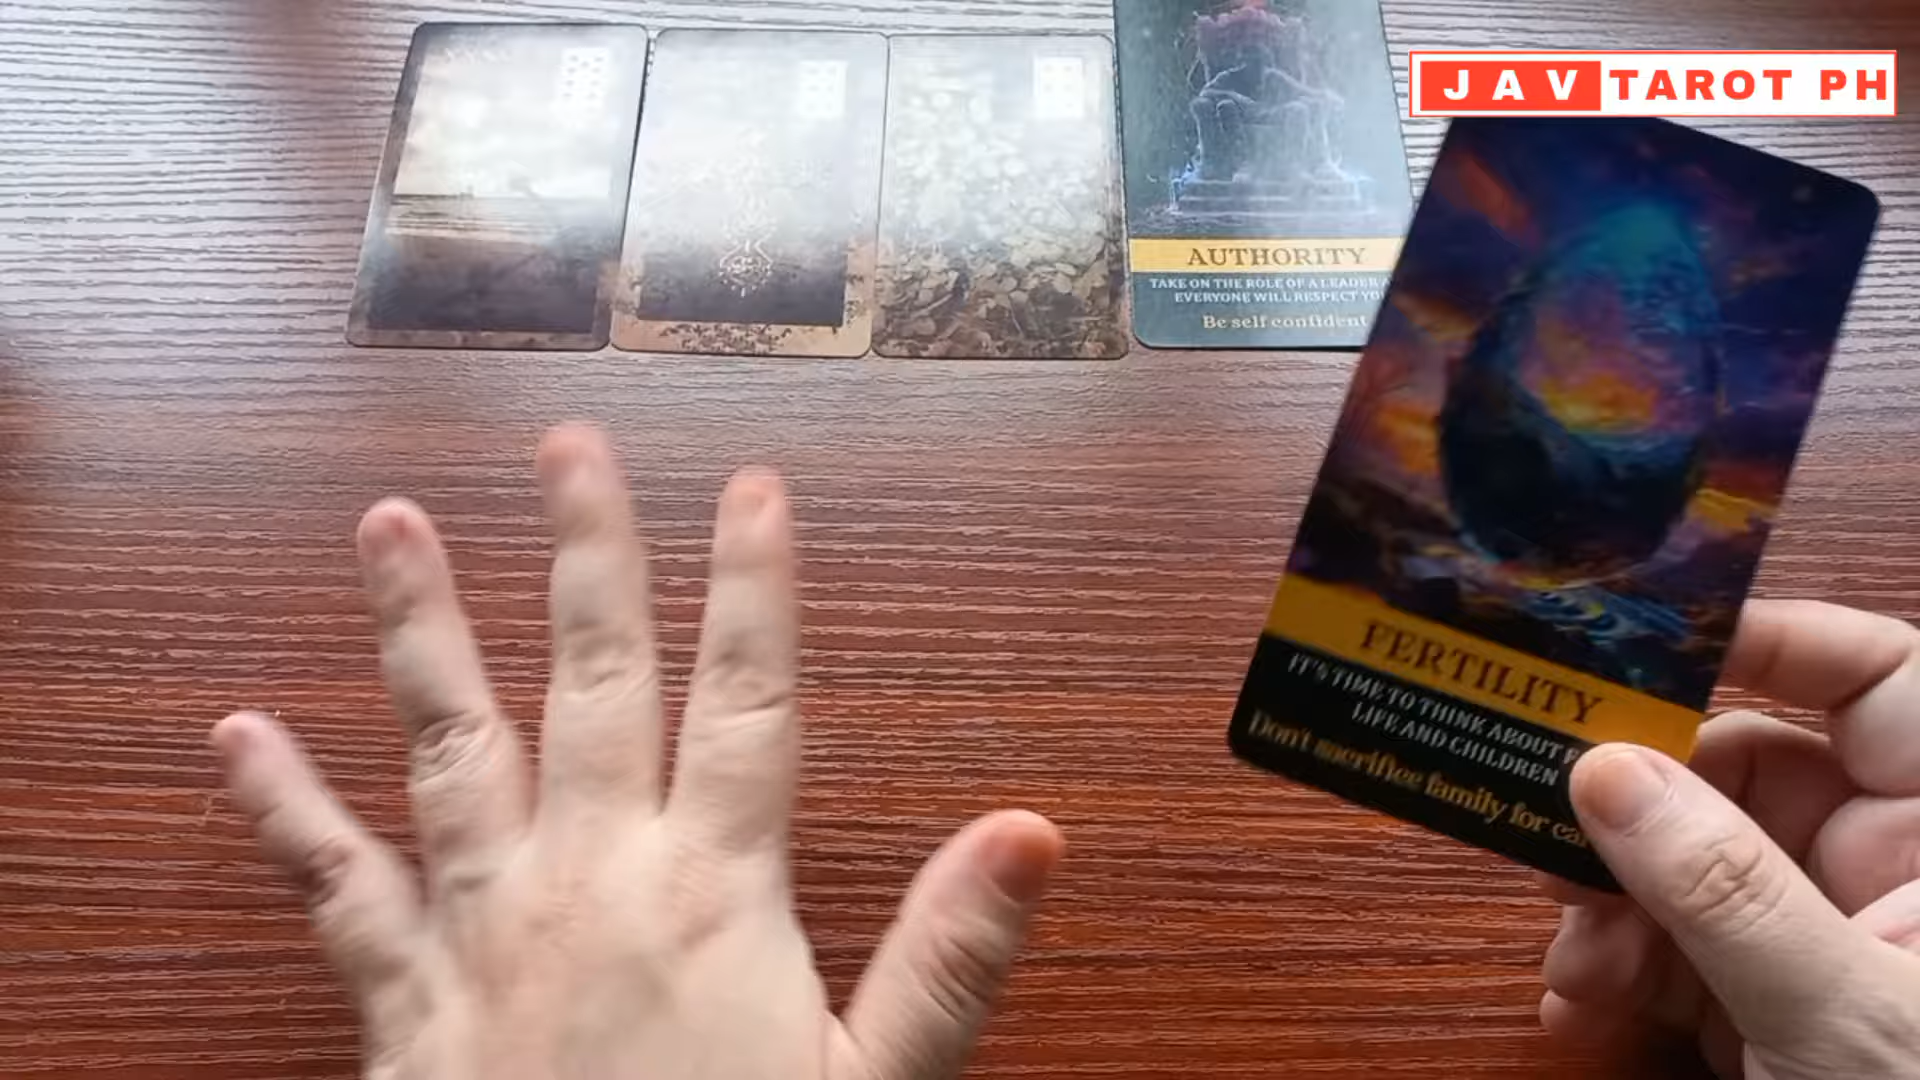 JAV TAROT PH
AUTHORITY
TAKE ON THE ROLE OF A LEADER
EVERYONE WILL RESPECT
Be self confident
FERTILITY
IT'S TIME TO THINK ABOUT
LIFE AND CHILDREN
Don't sacrifice family for